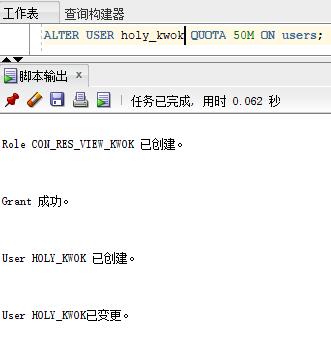 工作表 查询构建器
ALTER USER holy_kwok QUOTA 50M ON users;
脚本输出 ×
任务已完成，用时 0.062 秒
Role CON_RES_VIEW_KWOK 已创建。
Grant 成功。
User HOLY_KWOK 已创建。
User HOLY_KWOK已变更。